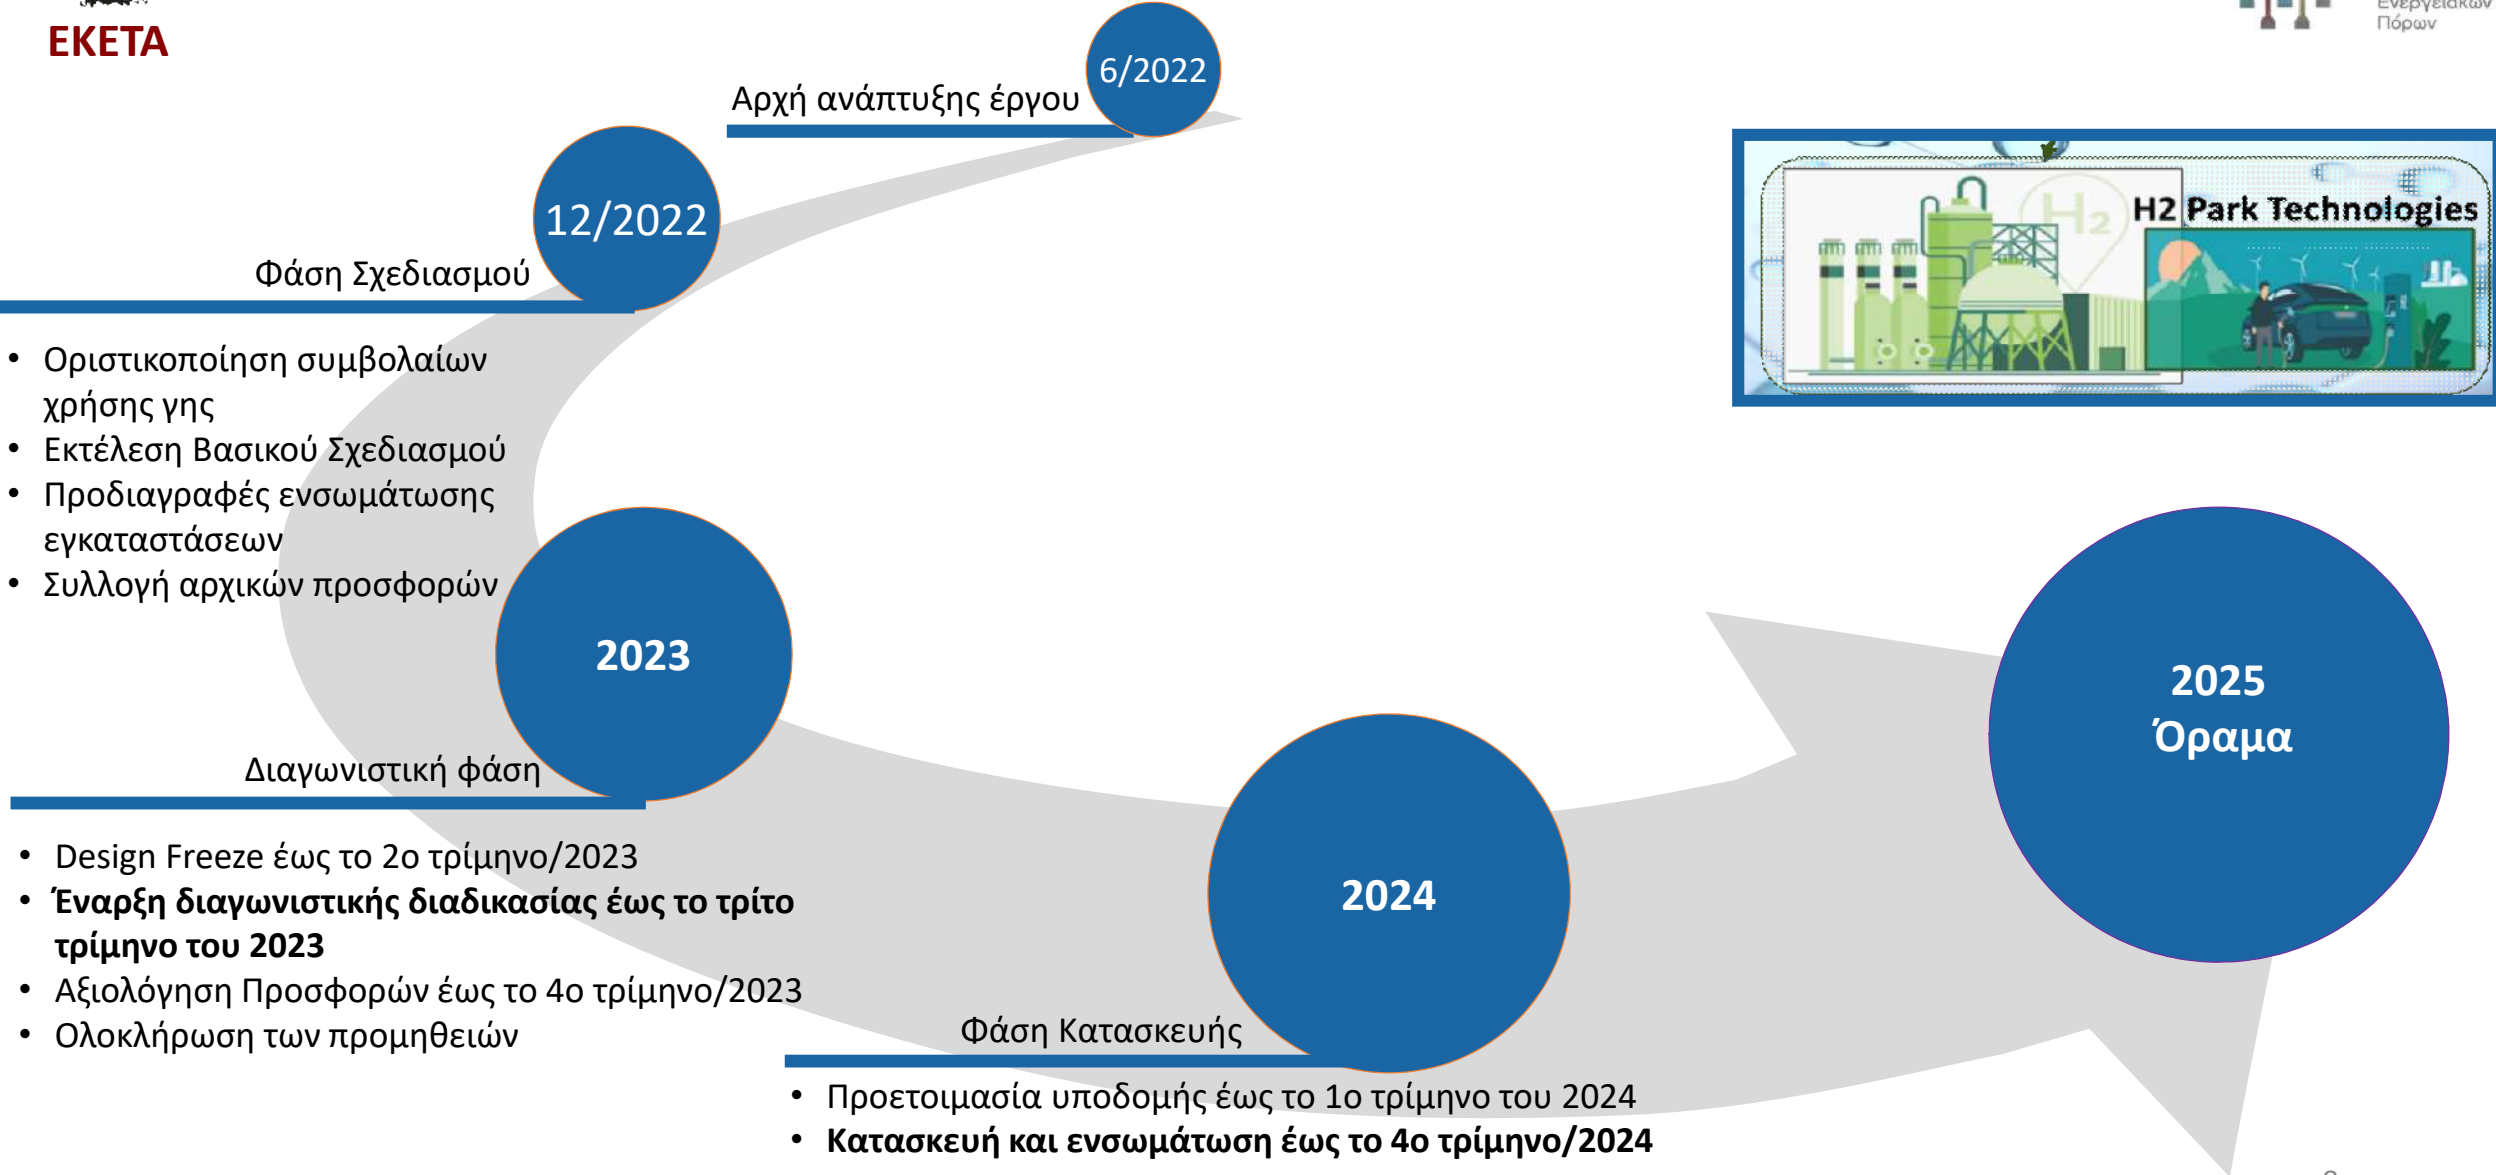 ΕΚΕΤΑ
Ενεργειακών
Πόρων
6/2022
Αρχή ανάπτυξης έργου
12/2022
Φάση Σχεδιασμού
H2 Park Technologies
H2
• Οριστικοποίηση συμβολαίων
χρήσης γης
• Εκτέλεση Βασικού Σχεδιασμού
• Προδιαγραφές ενσωμάτωσης
εγκαταστάσεων
• Συλλογή αρχικών προσφορών
2023
Διαγωνιστική φάση
• Design Freeze έως το 2ο τρίμηνο/2023
• Έναρξη διαγωνιστικής διαδικασίας έως το τρίτο
τρίμηνο του 2023
• Αξιολόγηση Προσφορών έως το 4ο τρίμηνο/2023
• Ολοκλήρωση των προμηθειών
2024
Φάση Κατασκευής
• Προετοιμασία υποδομής έως το 1ο τρίμηνο του 2024
• Κατασκευή και ενσωμάτωση έως το 4ο τρίμηνο/2024
2025
Όραμα